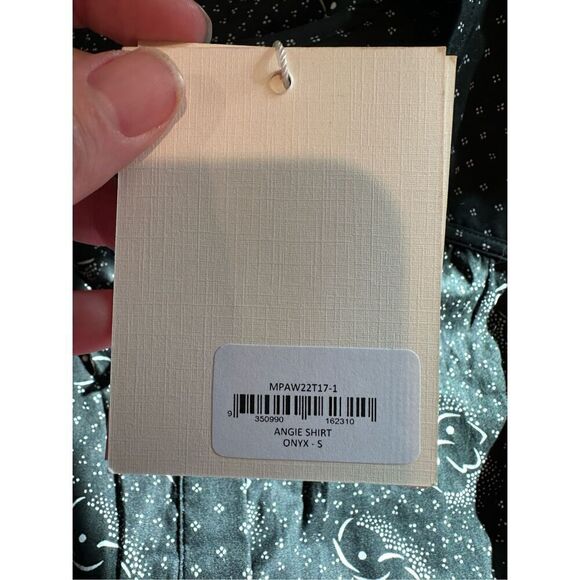 MPAW22T17-1
9 350990 162310
ANGIE SHIRT
ONYX - S